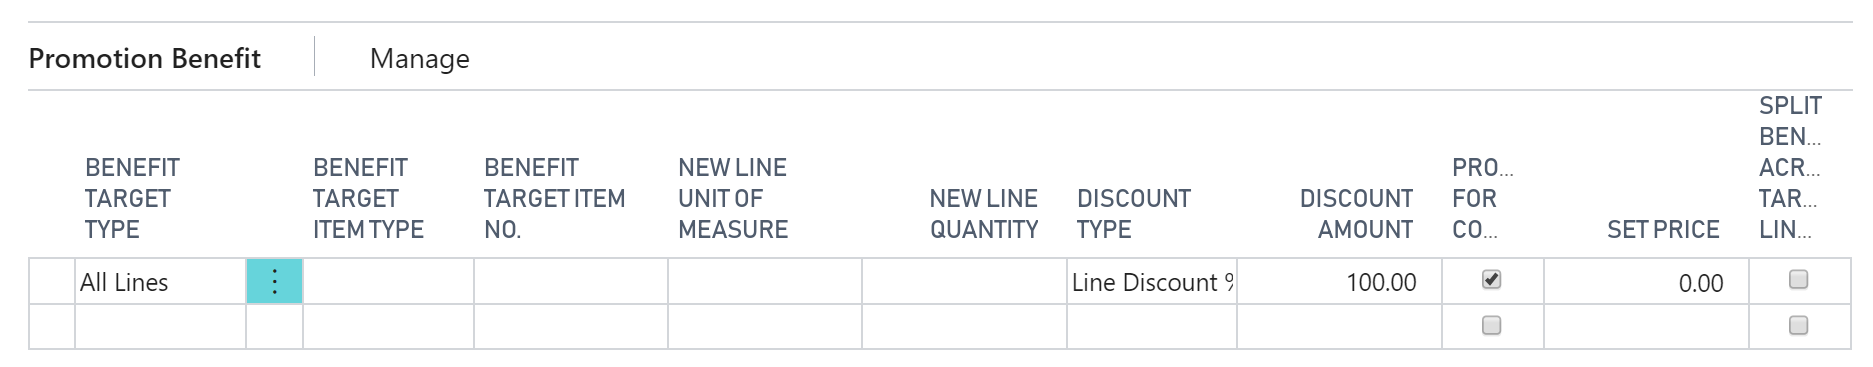 Promotion Benefit
Manage
BENEFIT
TARGET
TYPE
BENEFIT
TARGET
ITEM TYPE
BENEFIT
TARGET ITEM
NO.
NEW LINE
UNIT OF
MEASURE
NEW LINE
QUANTITY
DISCOUNT
TYPE
DISCOUNT
AMOUNT
PRO...
FOR
CO...
SET PRICE
SPLIT
BEN...
ACR...
TAR...
LIN...
All Lines
Line Discount %
100.00
0.00